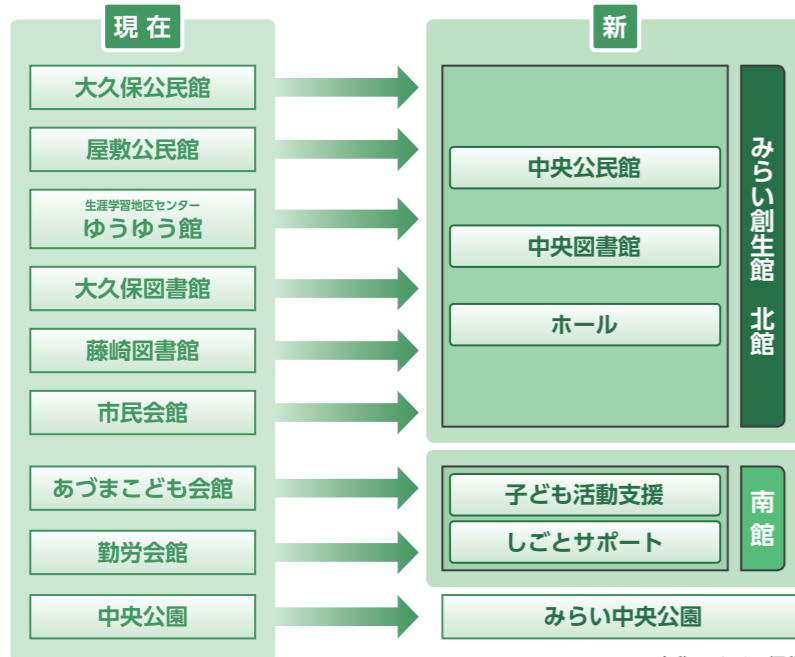 現在
大久保公民館
屋敷公民館
生涯学習地区センター
ゆうゆう館
大久保図書館
藤崎図書館
市民会館
あづまこども会館
勤労会館
中央公園
新
中央公民館
中央図書館
ホール
みらい創生館 北館
子ども活動支援
しごとサポート
南館
みらい中央公園